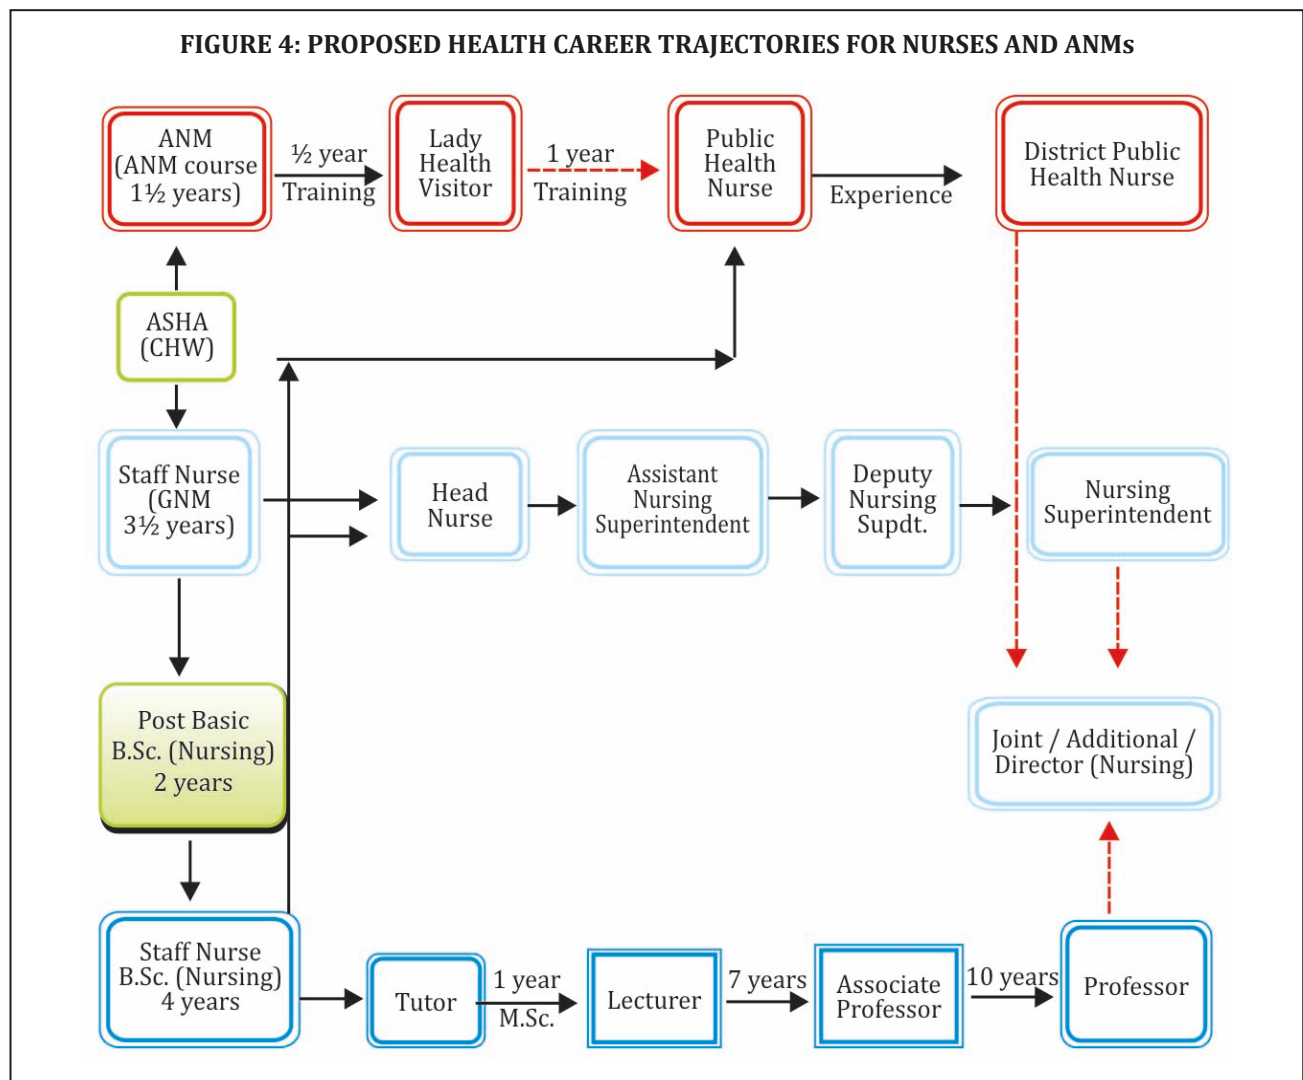 FIGURE 4: PROPOSED HEALTH CAREER TRAJECTORIES FOR NURSES AND ANMs
ANM
(ANM course
1½ years)
½ year
Training
Lady
Health
Visitor
1 year
Training
Public
Health
Nurse
Experience
District Public
Health Nurse
ASHA
(CHW)
Staff Nurse
(GNM
3½ years)
Head
Nurse
Assistant
Nursing
Superintendent
Deputy
Nursing
Supdt.
Nursing
Superintendent
Post Basic
B.Sc. (Nursing)
2 years
Joint / Additional /
Director (Nursing)
Staff Nurse
B.Sc. (Nursing)
4 years
Tutor
1 year
M.Sc.
Lecturer
7 years
Associate
Professor
10 years
Professor